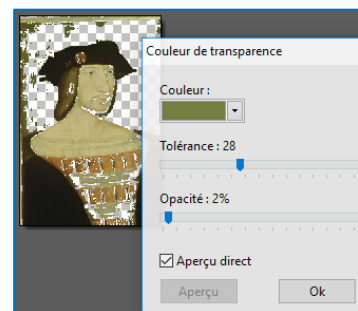 Couleur de transparence
Couleur :
Tolérance : 28
Opacité : 2%
Aperçu direct
Aperçu
Ok